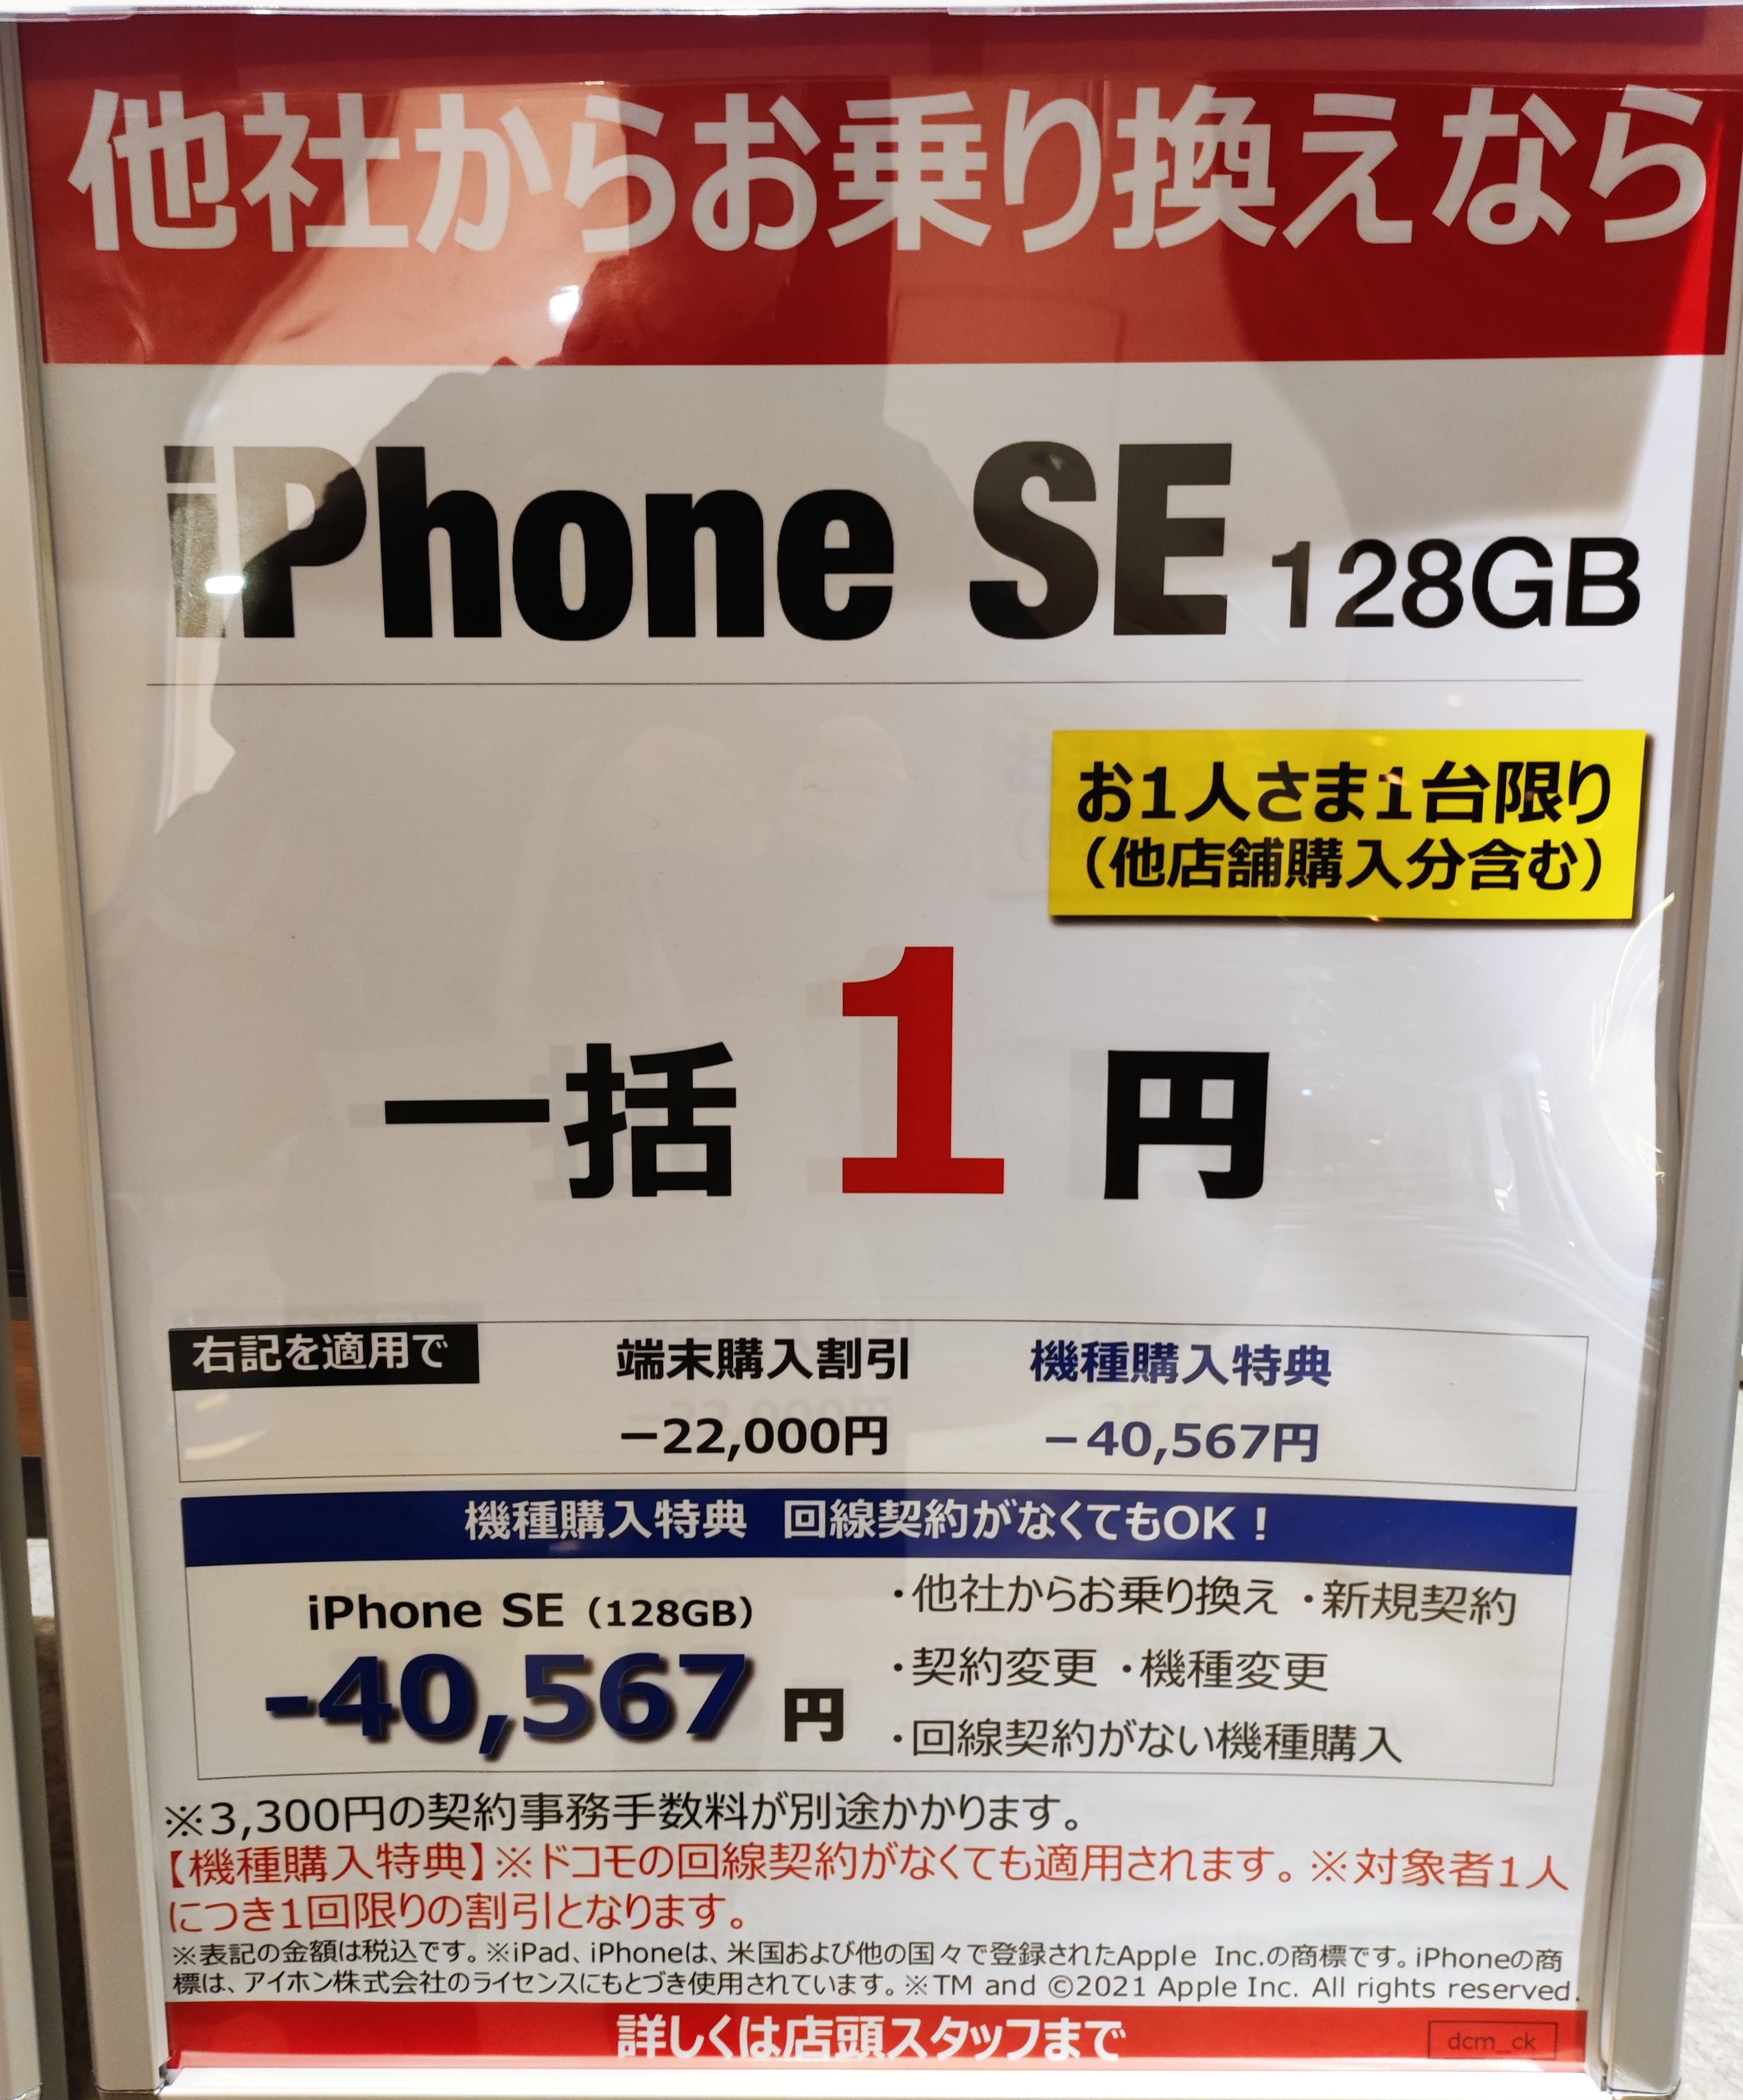 他社からお乗り換えなら
iPhone SE 128GB
お1人さま1台限り
（他店舗購入分含む）
一括 1 円
右記を適用で 端末購入割引 機種購入特典
－22,000円 －40,567円
機種購入特典 回線契約がなくてもOK！
iPhone SE（128GB）
-40,567円
・他社からお乗り換え ・新規契約
・契約変更 ・機種変更
・回線契約がない機種購入
※3,300円の契約事務手数料が別途かかります。
【機種購入特典】※ドコモの回線契約がなくても適用されます。※対象者1人
につき1回限りの割引となります。
※表記の金額は税込です。※iPad、iPhoneは、米国および他の国々で登録されたApple Inc.の商標です。iPhoneの商
標は、アイホン株式会社のライセンスにもとづき使用されています。※TM and ©2021 Apple Inc. All rights reserved.
詳しくは店頭スタッフまで
dcm_ck